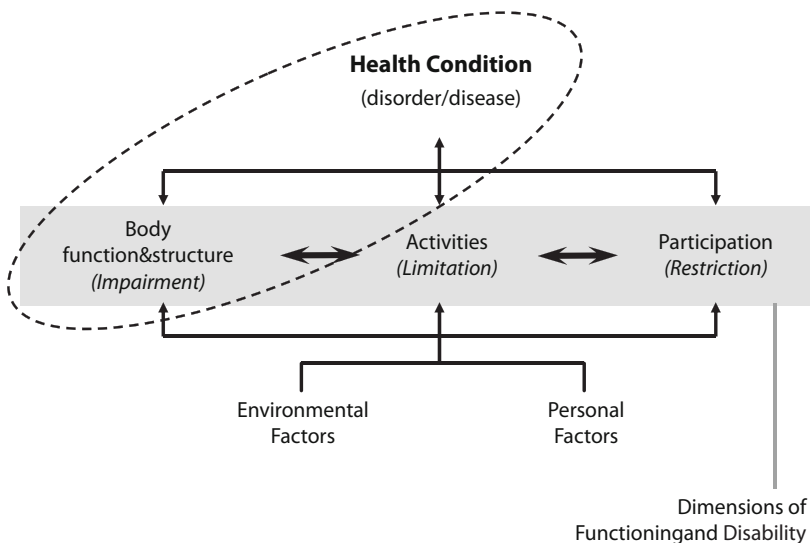 Health Condition
(disorder/disease)
Body
function&structure
(Impairment)
Activities
(Limitation)
Participation
(Restriction)
Environmental
Factors
Personal
Factors
Dimensions of
Functioningand Disability